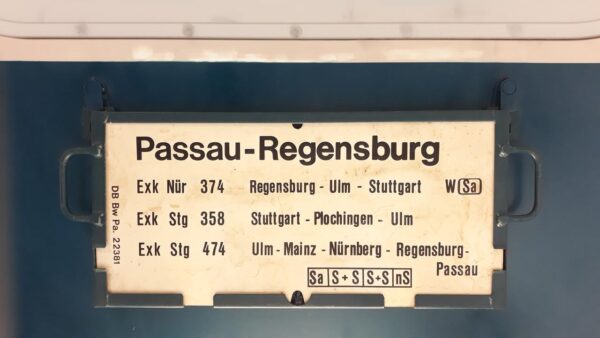 Passau-Regensburg
Exk Nür 374 Regensburg - Ulm - Stuttgart W Sa
Exk Stg 358 Stuttgart - Plochingen - Ulm
Exk Stg 474 Ulm - Mainz - Nürnberg - Regensburg-
Passau
Sa S+S S+S nS
DB Bw Pa. 22381